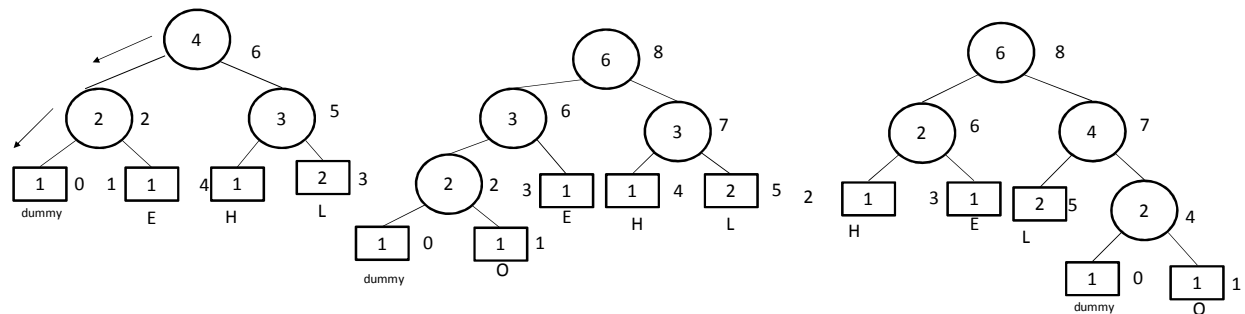 4 6
2 2 3 5
1 0 1 1 4 1 2 3
dummy E H L
6 8
3 6 3 7
2 2 3 1 1 4 2 5
E H L
1 0 1 1
dummy O
6 8
2 6 4 7
2 1 3 1 2 5 2 4
H E L
1 0 1 1
dummy O